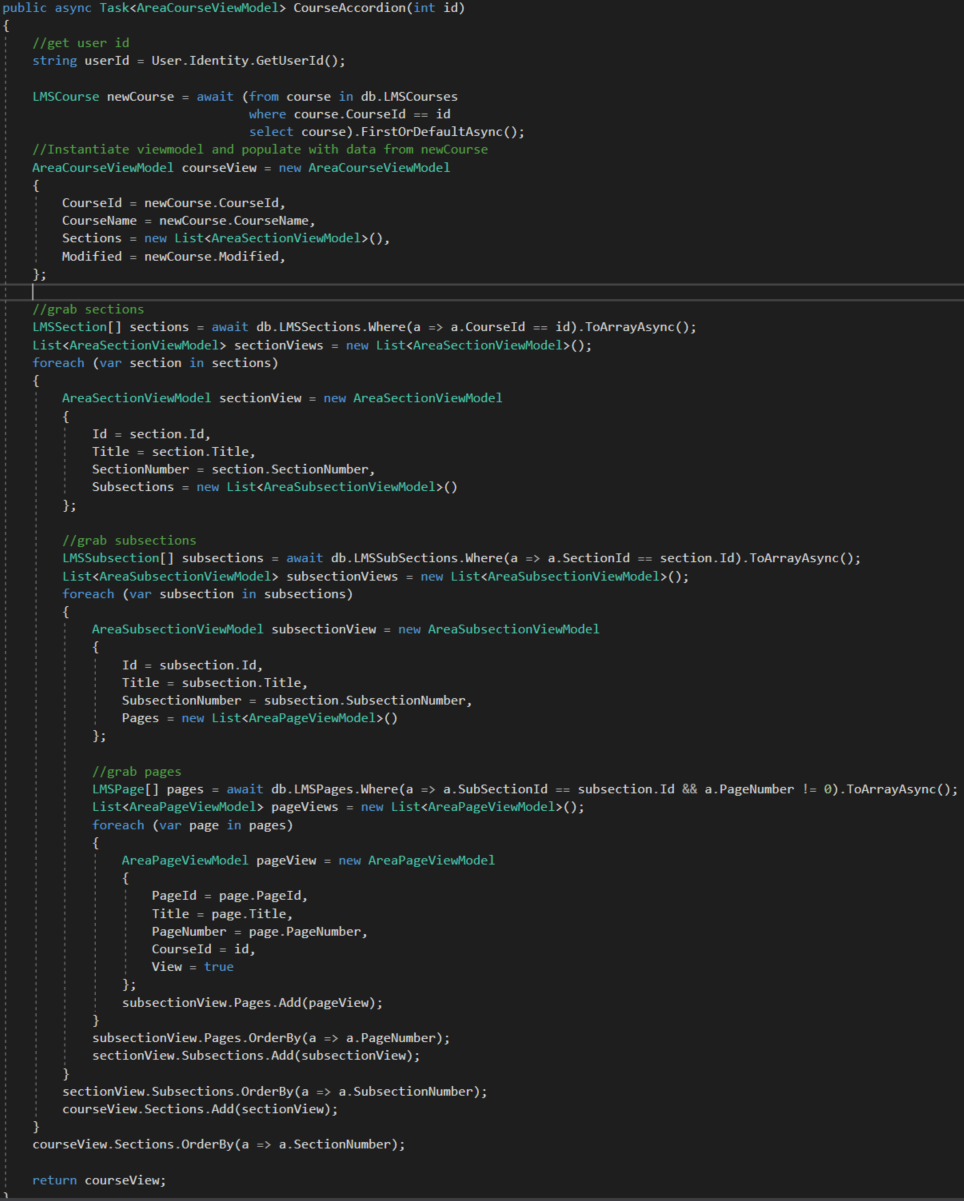 public async Task<AreaCourseViewModel> CourseAccordion(int id)
{
    //get user id
    string userId = User.Identity.GetUserId();

    LMSCourse newCourse = await (from course in db.LMSCourses
                                 where course.CourseId == id
                                 select course).FirstOrDefaultAsync();
    //Instantiate viewmodel and populate with data from newCourse
    AreaCourseViewModel courseView = new AreaCourseViewModel
    {
        CourseId = newCourse.CourseId,
        CourseName = newCourse.CourseName,
        Sections = new List<AreaSectionViewModel>(),
        Modified = newCourse.Modified,
    };

    //grab sections
    LMSSection[] sections = await db.LMSSections.Where(a => a.CourseId == id).ToArrayAsync();
    List<AreaSectionViewModel> sectionViews = new List<AreaSectionViewModel>();
    foreach (var section in sections)
    {
        AreaSectionViewModel sectionView = new AreaSectionViewModel
        {
            Id = section.Id,
            Title = section.Title,
            SectionNumber = section.SectionNumber,
            Subsections = new List<AreaSubsectionViewModel>()
        };

        //grab subsections
        LMSSubsection[] subsections = await db.LMSSubSections.Where(a => a.SectionId == section.Id).ToArrayAsync();
        List<AreaSubsectionViewModel> subsectionViews = new List<AreaSubsectionViewModel>();
        foreach (var subsection in subsections)
        {
            AreaSubsectionViewModel subsectionView = new AreaSubsectionViewModel
            {
                Id = subsection.Id,
                Title = subsection.Title,
                SubsectionNumber = subsection.SubsectionNumber,
                Pages = new List<AreaPageViewModel>()
            };

            //grab pages
            LMSPage[] pages = await db.LMSPages.Where(a => a.SubSectionId == subsection.Id && a.PageNumber != 0).ToArrayAsync();
            List<AreaPageViewModel> pageViews = new List<AreaPageViewModel>();
            foreach (var page in pages)
            {
                AreaPageViewModel pageView = new AreaPageViewModel
                {
                    PageId = page.PageId,
                    Title = page.Title,
                    PageNumber = page.PageNumber,
                    CourseId = id,
                    View = true
                };
                subsectionView.Pages.Add(pageView);
            }
            subsectionView.Pages.OrderBy(a => a.PageNumber);
            sectionView.Subsections.Add(subsectionView);
        }
        sectionView.Subsections.OrderBy(a => a.SubsectionNumber);
        courseView.Sections.Add(sectionView);
    }
    courseView.Sections.OrderBy(a => a.SectionNumber);

    return courseView;
}